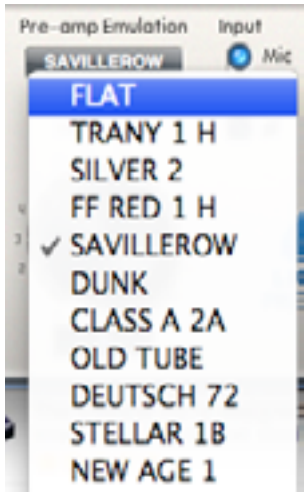 Pre-amp Emulation Input
SAVILLEROW Mic
FLAT
TRANY 1 H
SILVER 2
FF RED 1 H
✓ SAVILLEROW
DUNK
CLASS A 2A
OLD TUBE
DEUTSCH 72
STELLAR 1B
NEW AGE 1